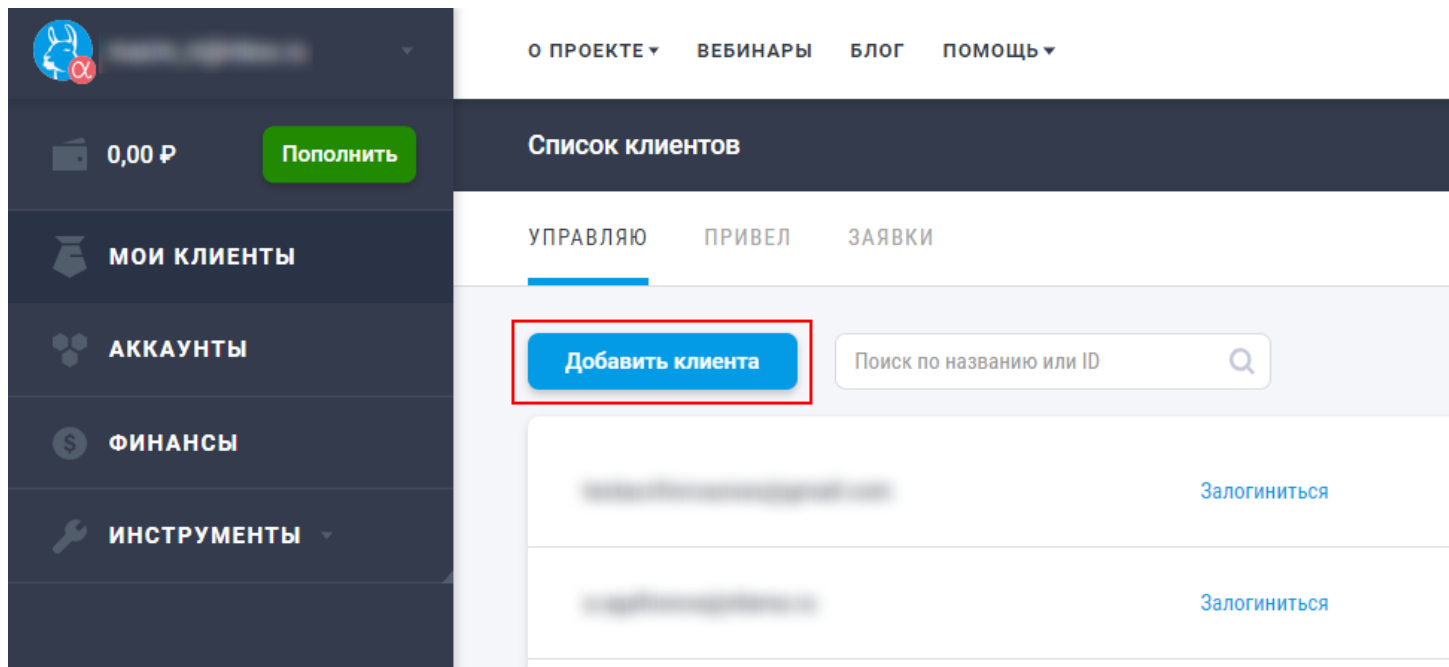 О ПРОЕКТЕ ВЕБИНАРЫ БЛОГ ПОМОЩЬ
0,00 ₽ Пополнить
МОИ КЛИЕНТЫ
АККАУНТЫ
ФИНАНСЫ
ИНСТРУМЕНТЫ
Список клиентов
УПРАВЛЯЮ ПРИВЕЛ ЗАЯВКИ
Добавить клиента Поиск по названию или ID
Залогиниться
Залогиниться